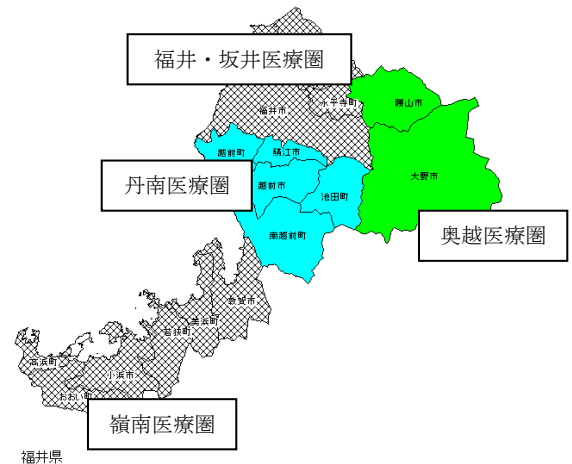 福井・坂井医療圏
永平寺町
勝山市
福井市
越前町
鯖江市
大野市
丹南医療圏
越前市
池田町
奥越医療圏
南越前町
敦賀市
美浜町
若狭町
高浜町
小浜市
おおい町
嶺南医療圏
福井県